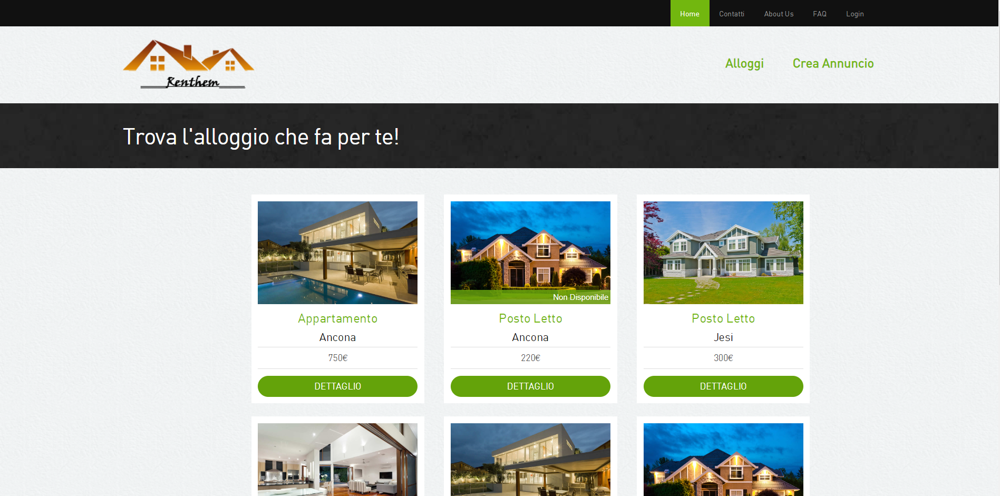 Home Contatti About Us FAQ Login
Renthem
Alloggi Crea Annuncio
Trova l'alloggio che fa per te!
Non Disponibile
Appartamento
Ancona
750€
DETTAGLIO
Posto Letto
Ancona
220€
DETTAGLIO
Posto Letto
Jesi
300€
DETTAGLIO